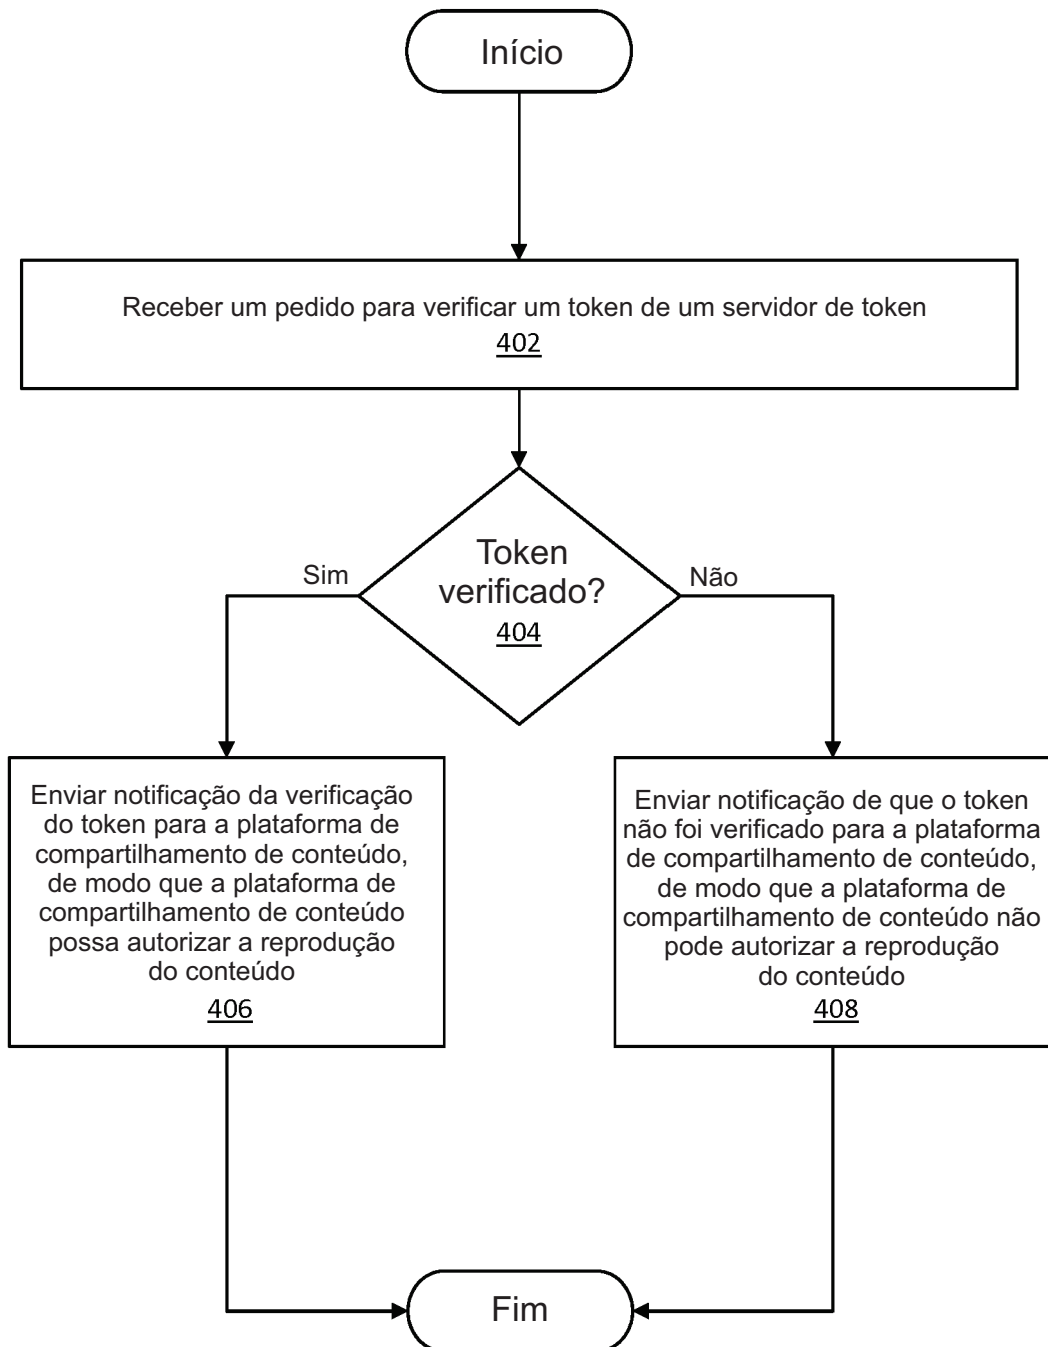 Início
Receber um pedido para verificar um token de um servidor de token
402
Token
verificado?
404
Sim
Não
Enviar notificação da verificação
do token para a plataforma de
compartilhamento de conteúdo,
de modo que a plataforma de
compartilhamento de conteúdo
possa autorizar a reprodução
do conteúdo
406
Enviar notificação de que o token
não foi verificado para a plataforma
de compartilhamento de conteúdo,
de modo que a plataforma de
compartilhamento de conteúdo não
pode autorizar a reprodução
do conteúdo
408
Fim